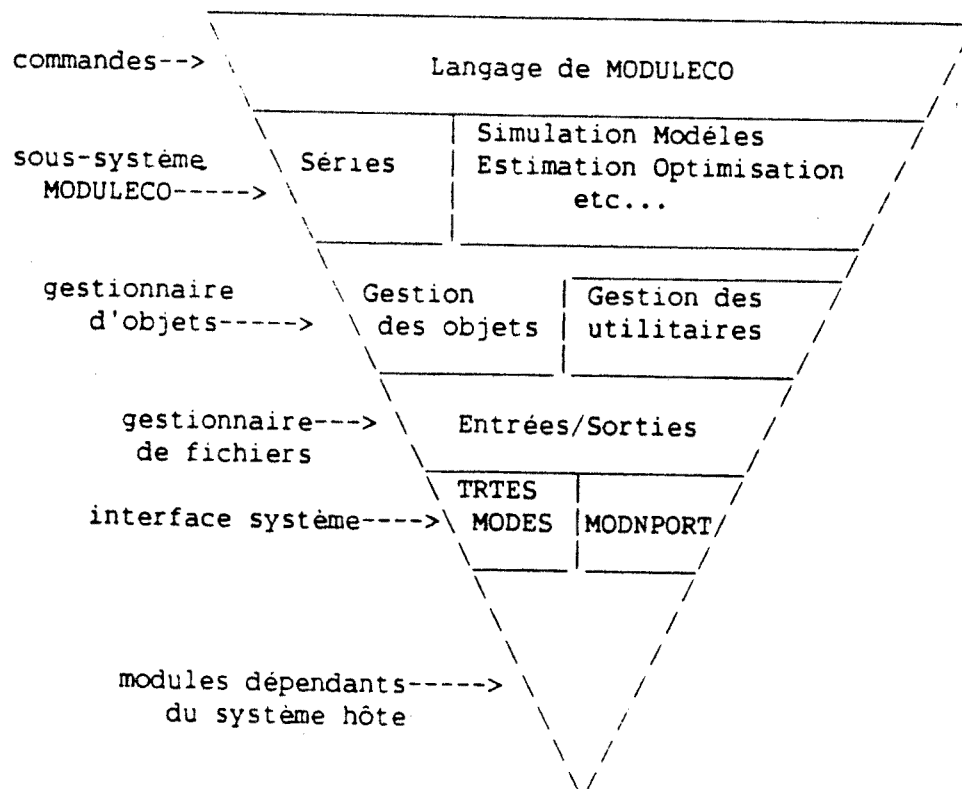 commandes-->
Langage de MODULECO
sous-système
MODULECO----->
Séries
Simulation Modéles
Estimation Optimisation
etc...
gestionnaire
d'objets----->
Gestion
des objets
Gestion des
utilitaires
gestionnaire--->
de fichiers
Entrées/Sorties
interface système---->
TRTES
MODES
MODNPORT
modules dépendants----->
du système hôte